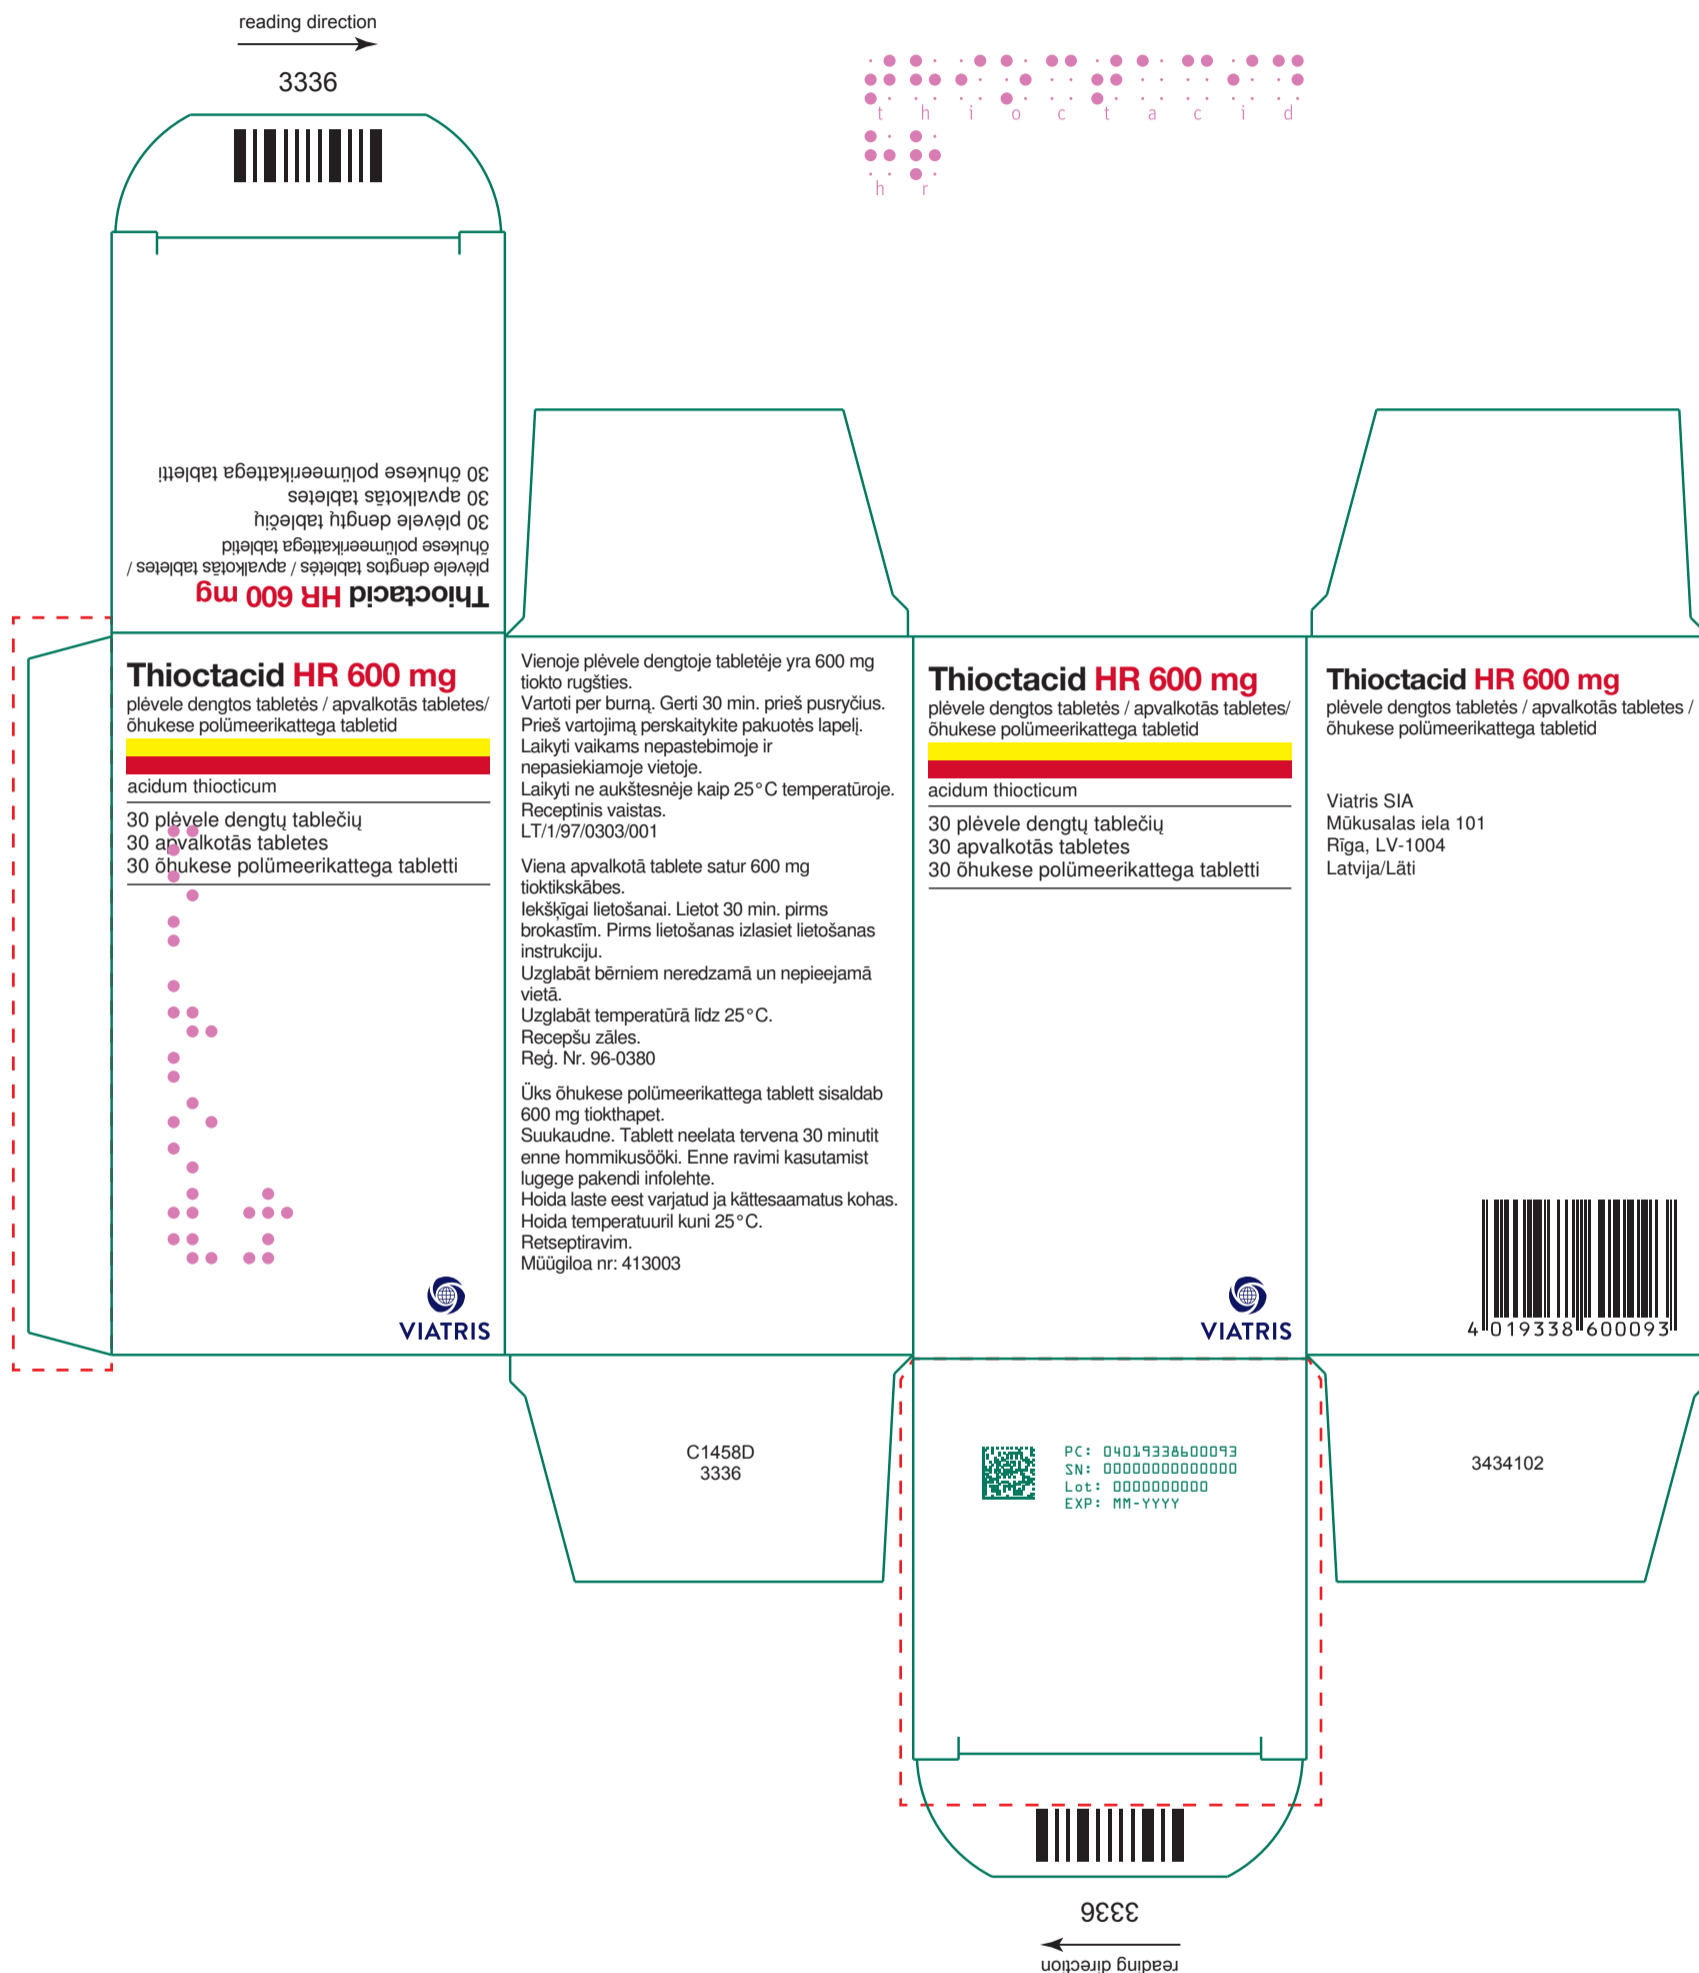 reading direction
3336
t h i o c t a c i d
h r
Thioctacid HR 600 mg
plėvele dengtos tabletės / apvalkotās tabletes /
õhukese polümeerikattega tabletid
30 plėvele dengtų tablečių
30 apvalkotās tabletes
30 õhukese polümeerikattega tabletti
Thioctacid HR 600 mg
plėvele dengtos tabletės / apvalkotās tabletes/
õhukese polümeerikattega tabletid
acidum thiocticum
30 plėvele dengtų tablečių
30 apvalkotās tabletes
30 õhukese polümeerikattega tabletti
VIATRIS
Vienoje plėvele dengtoje tabletėje yra 600 mg
tiokto rugšties.
Vartoti per burną. Gerti 30 min. prieš pusryčius.
Prieš vartojimą perskaitykite pakuotės lapelį.
Laikyti vaikams nepastebimoje ir
nepasiekiamoje vietoje.
Laikyti ne aukštesnėje kaip 25°C temperatūroje.
Receptinis vaistas.
LT/1/97/0303/001
Viena apvalkotā tablete satur 600 mg
tioktikskābes.
Iekšķīgai lietošanai. Lietot 30 min. pirms
brokastīm. Pirms lietošanas izlasiet lietošanas
instrukciju.
Uzglabāt bērniem neredzamā un nepieejamā
vietā.
Uzglabāt temperatūrā līdz 25°C.
Recepšu zāles.
Reģ. Nr. 96-0380
Üks õhukese polümeerikattega tablett sisaldab
600 mg tiokthapet.
Suukaudne. Tablett neelata tervena 30 minutit
enne hommikusööki. Enne ravimi kasutamist
lugege pakendi infolehte.
Hoida laste eest varjatud ja kättesaamatus kohas.
Hoida temperatuuril kuni 25°C.
Retseptiravim.
Müügiloa nr: 413003
Thioctacid HR 600 mg
plėvele dengtos tabletės / apvalkotās tabletes/
õhukese polümeerikattega tabletid
acidum thiocticum
30 plėvele dengtų tablečių
30 apvalkotās tabletes
30 õhukese polümeerikattega tabletti
VIATRIS
Thioctacid HR 600 mg
plėvele dengtos tabletės / apvalkotās tabletes /
õhukese polümeerikattega tabletid
Viatris SIA
Mūkusalas iela 101
Rīga, LV-1004
Latvija/Läti
4 019338 600093
C1458D
3336
PC: 04019338600093
SN: 00000000000000
Lot: 0000000000
EXP: MM-YYYY
3434102
3336
reading direction